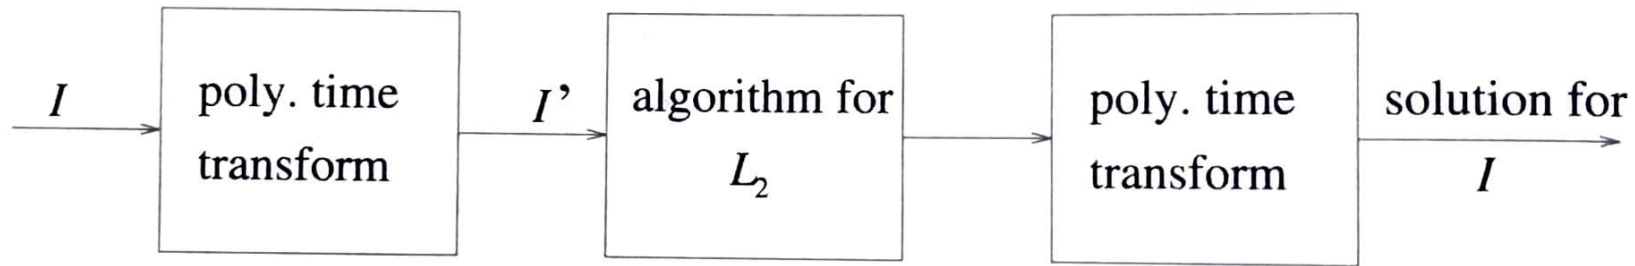 I
poly. time
transform
I’
algorithm for
L₂
poly. time
transform
solution for
I